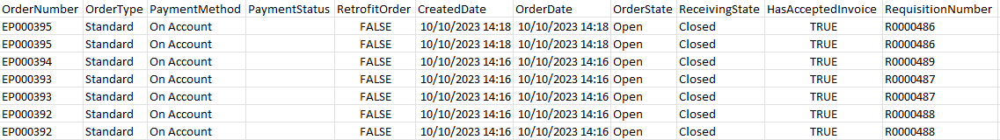 OrderNumber OrderType PaymentMethod PaymentStatus RetrofitOrder CreatedDate OrderDate OrderState ReceivingState HasAcceptedInvoice RequisitionNumber
EP000395 Standard On Account FALSE 10/10/2023 14:18 10/10/2023 14:18 Open Closed TRUE R0000486
EP000395 Standard On Account FALSE 10/10/2023 14:18 10/10/2023 14:18 Open Closed TRUE R0000486
EP000394 Standard On Account FALSE 10/10/2023 14:16 10/10/2023 14:16 Open Closed TRUE R0000489
EP000393 Standard On Account FALSE 10/10/2023 14:16 10/10/2023 14:16 Open Closed TRUE R0000487
EP000393 Standard On Account FALSE 10/10/2023 14:16 10/10/2023 14:16 Open Closed TRUE R0000487
EP000392 Standard On Account FALSE 10/10/2023 14:16 10/10/2023 14:16 Open Closed TRUE R0000488
EP000392 Standard On Account FALSE 10/10/2023 14:16 10/10/2023 14:16 Open Closed TRUE R0000488